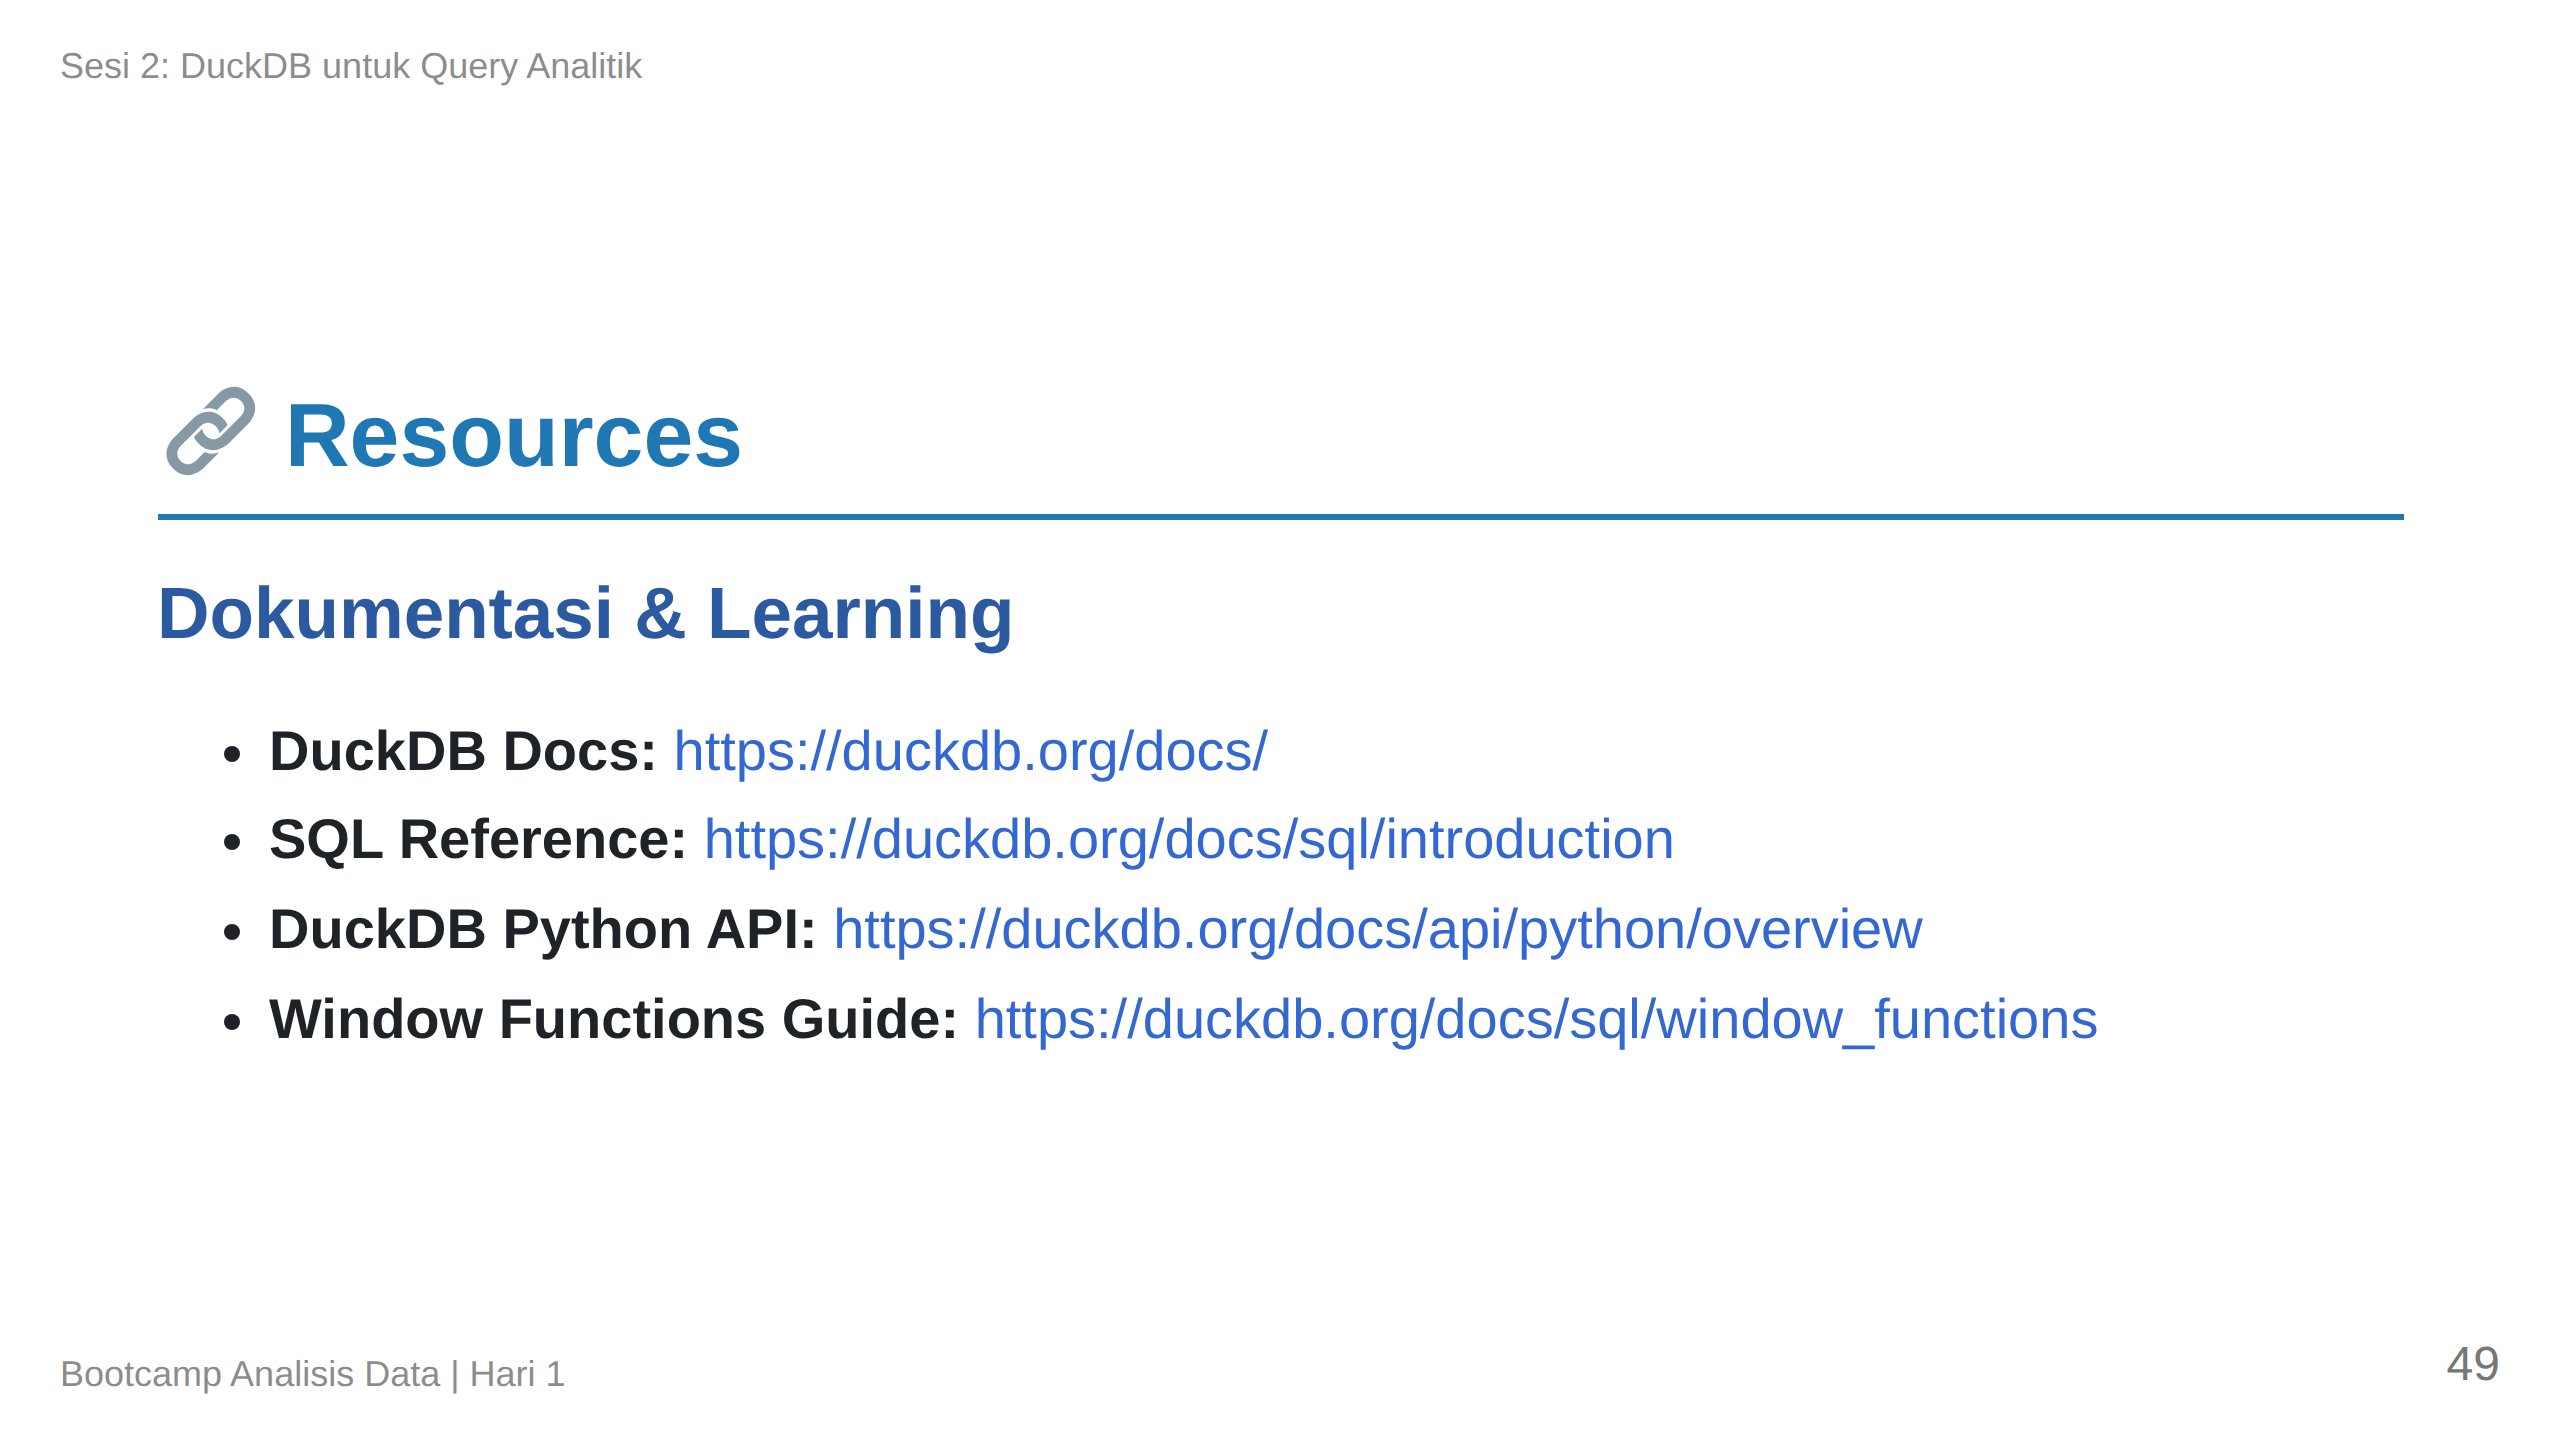 Sesi 2: DuckDB untuk Query Analitik
🔗 Resources
Dokumentasi & Learning
• DuckDB Docs: https://duckdb.org/docs/
• SQL Reference: https://duckdb.org/docs/sql/introduction
• DuckDB Python API: https://duckdb.org/docs/api/python/overview
• Window Functions Guide: https://duckdb.org/docs/sql/window_functions
Bootcamp Analisis Data | Hari 1
49